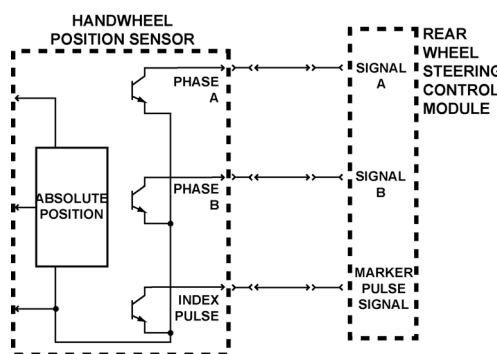 HANDWHEEL
POSITION SENSOR
REAR
WHEEL
STEERING
CONTROL
MODULE
PHASE
A
SIGNAL
A
ABSOLUTE
POSITION
PHASE
B
SIGNAL
B
INDEX
PULSE
MARKER
PULSE
SIGNAL